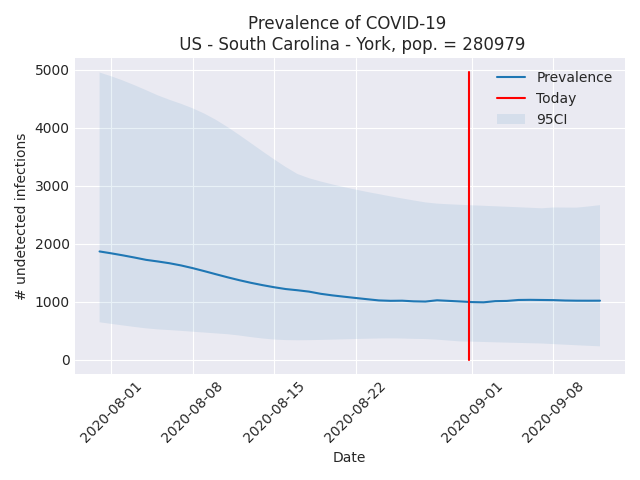 Prevalence of COVID-19
US - South Carolina - York, pop. = 280979
Prevalence
Today
95CI
# undetected infections
5000
4000
3000
2000
1000
0
2020-08-01
2020-08-08
2020-08-15
2020-08-22
2020-09-01
2020-09-08
Date